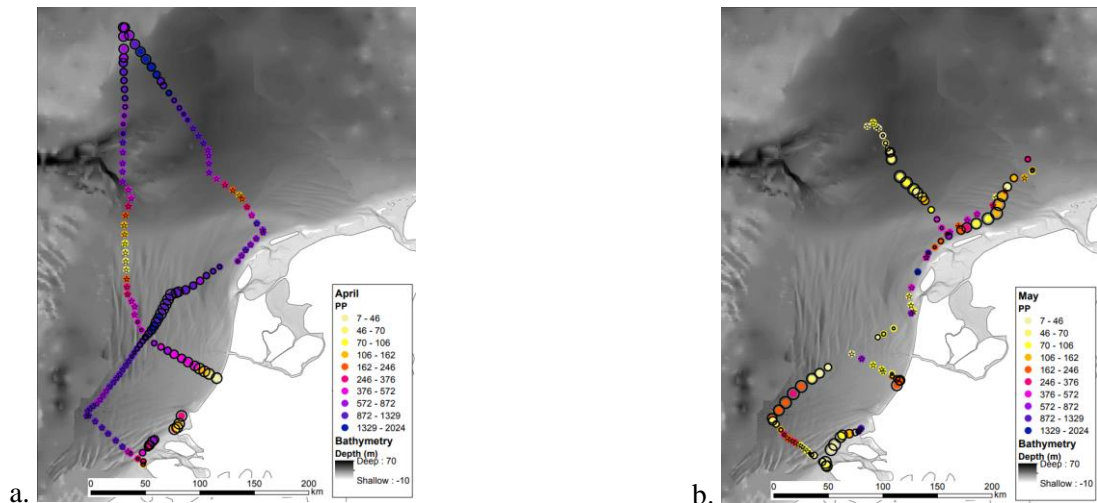 April
PP
7 - 46
46 - 70
70 - 106
106 - 162
162 - 246
246 - 376
376 - 572
572 - 872
872 - 1329
1329 - 2024
Bathymetry
Depth (m)
Deep : 70
Shallow : -10
0 50 100 150 200
km
a.
May
PP
7 - 46
46 - 70
70 - 106
106 - 162
162 - 246
246 - 376
376 - 572
572 - 872
872 - 1329
1329 - 2024
Bathymetry
Depth (m)
Deep : 70
Shallow : -10
0 50 100 150 200
km
b.